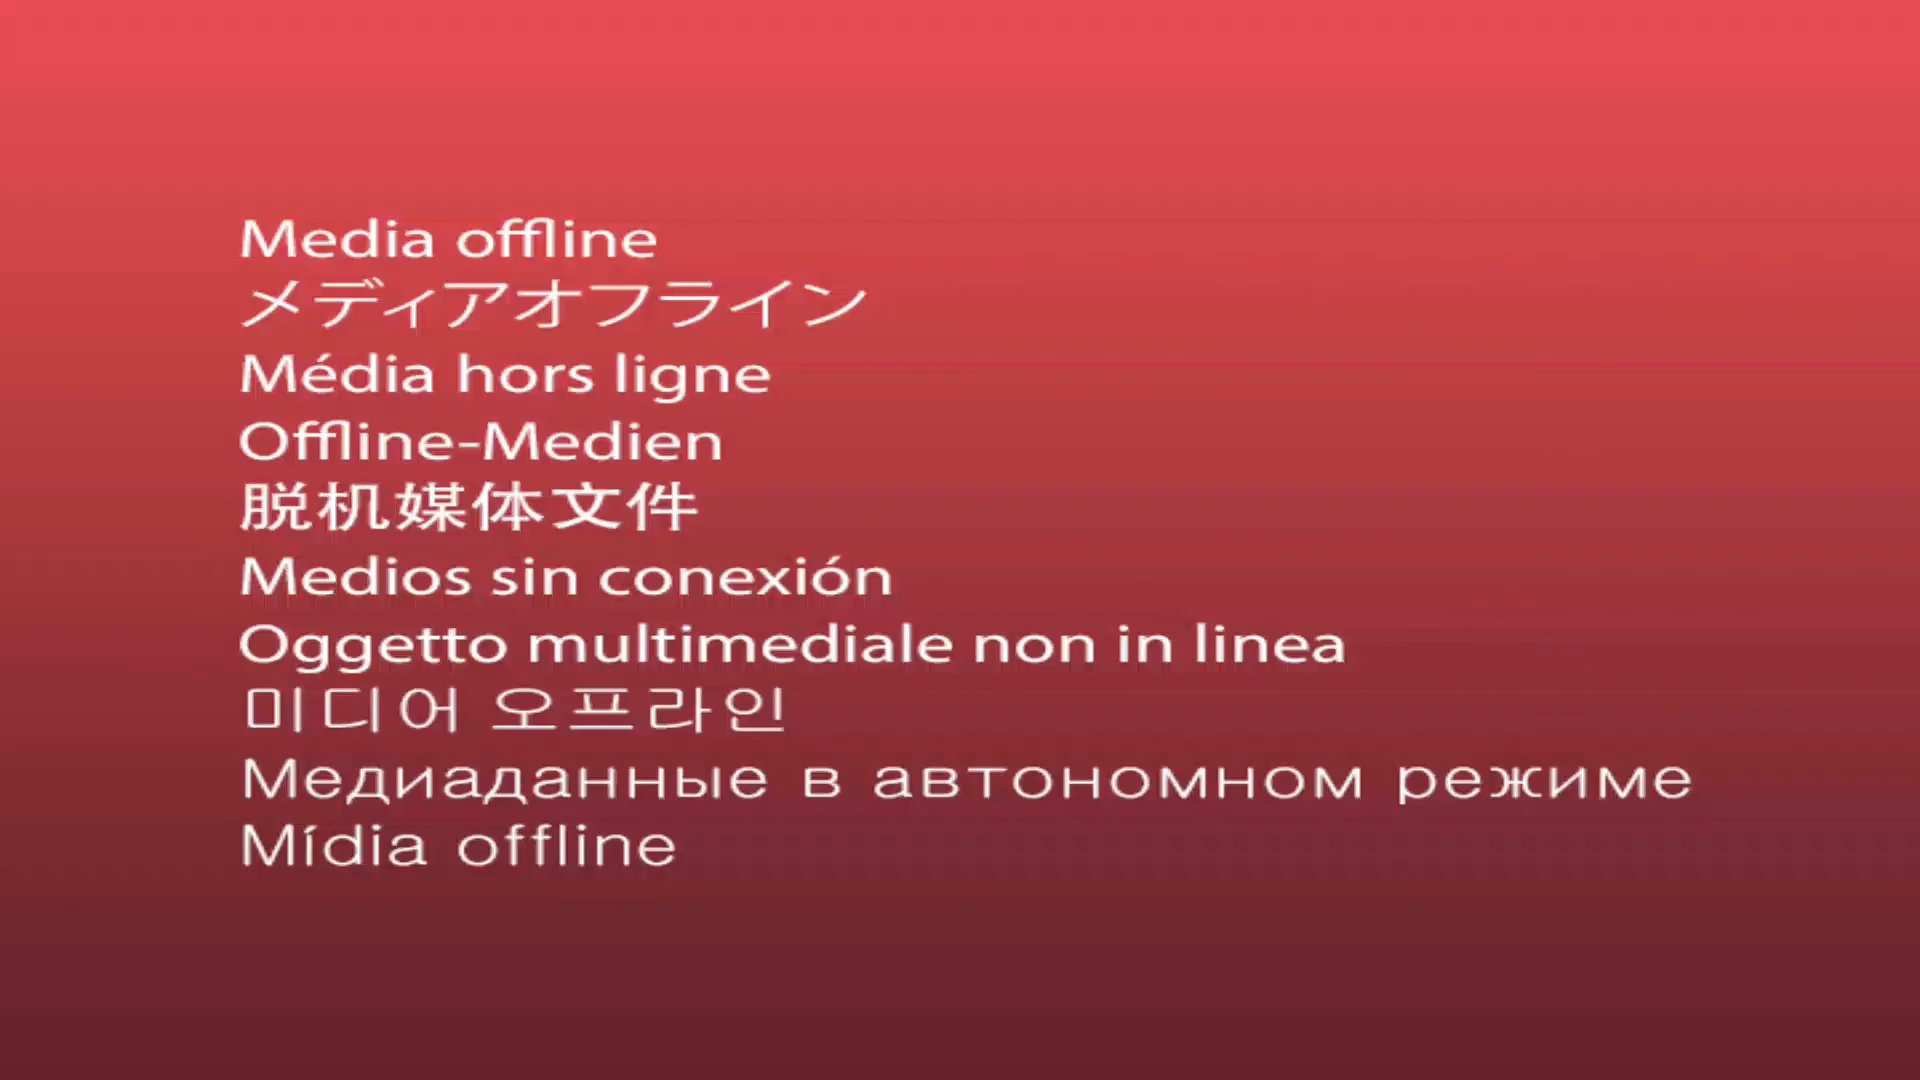 Media offline
メディアオフライン
Média hors ligne
Offline-Medien
脱机媒体文件
Medios sin conexión
Oggetto multimediale non in linea
미디어 오프라인
Медиаданные в автономном режиме
Mídia offline